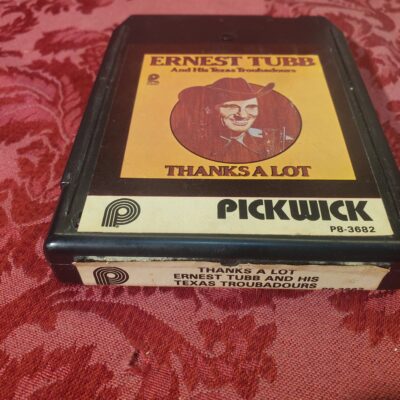 ERNEST TUBB
And His Texas Troubadours
THANKS A LOT
PICKWICK
P8-3682
THANKS A LOT
ERNEST TUBB AND HIS
TEXAS TROUBADOURS